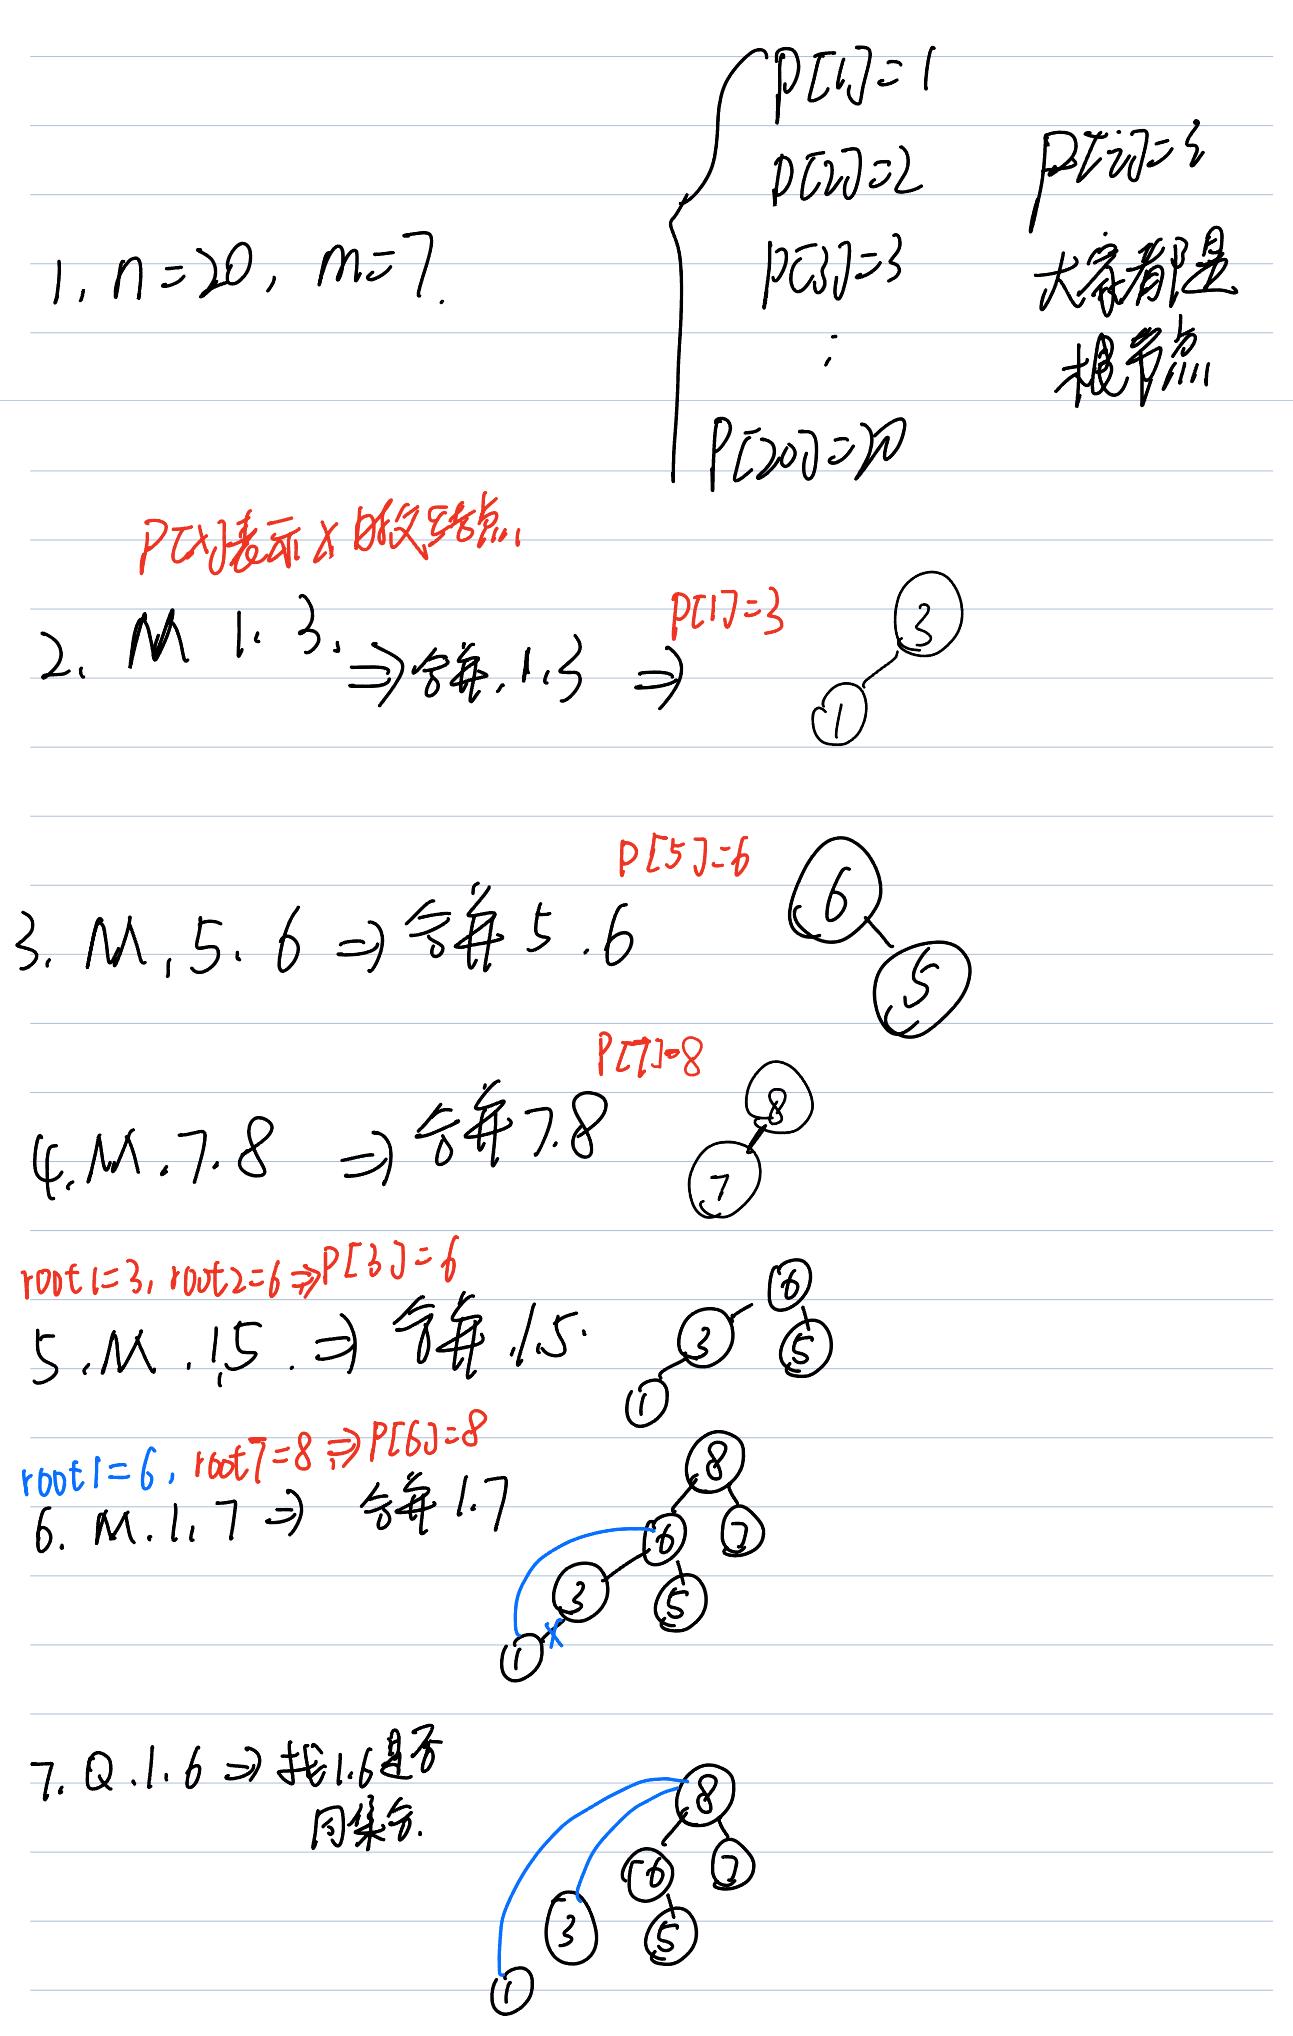 P[1]=1
P[2]=2
P[i]=i
P[3]=3
大家都是
1, n=20, m=7.
根节点
P[20]=20
P[x]表示x的父结点
P[1]=3
2. M 1. 3. ⇒合并.1.3 ⇒
3
1
P[5]=6
6
3. M, 5. 6 ⇒ 合并 5.6
5
P[7]=8
8
4. M. 7. 8 ⇒ 合并7.8
7
root1=3, root2=6 ⇒P[3]=6
6
5. M. 1,5. ⇒ 合并.1.5.
3
5
1
root1=6, root7=8 ⇒ P[6]=8
8
6. M. 1, 7 ⇒ 合并 1.7
6
7
3
5
1
7. Q. 1. 6 ⇒ 找1.6是否
同集合.
8
6
7
3
5
1